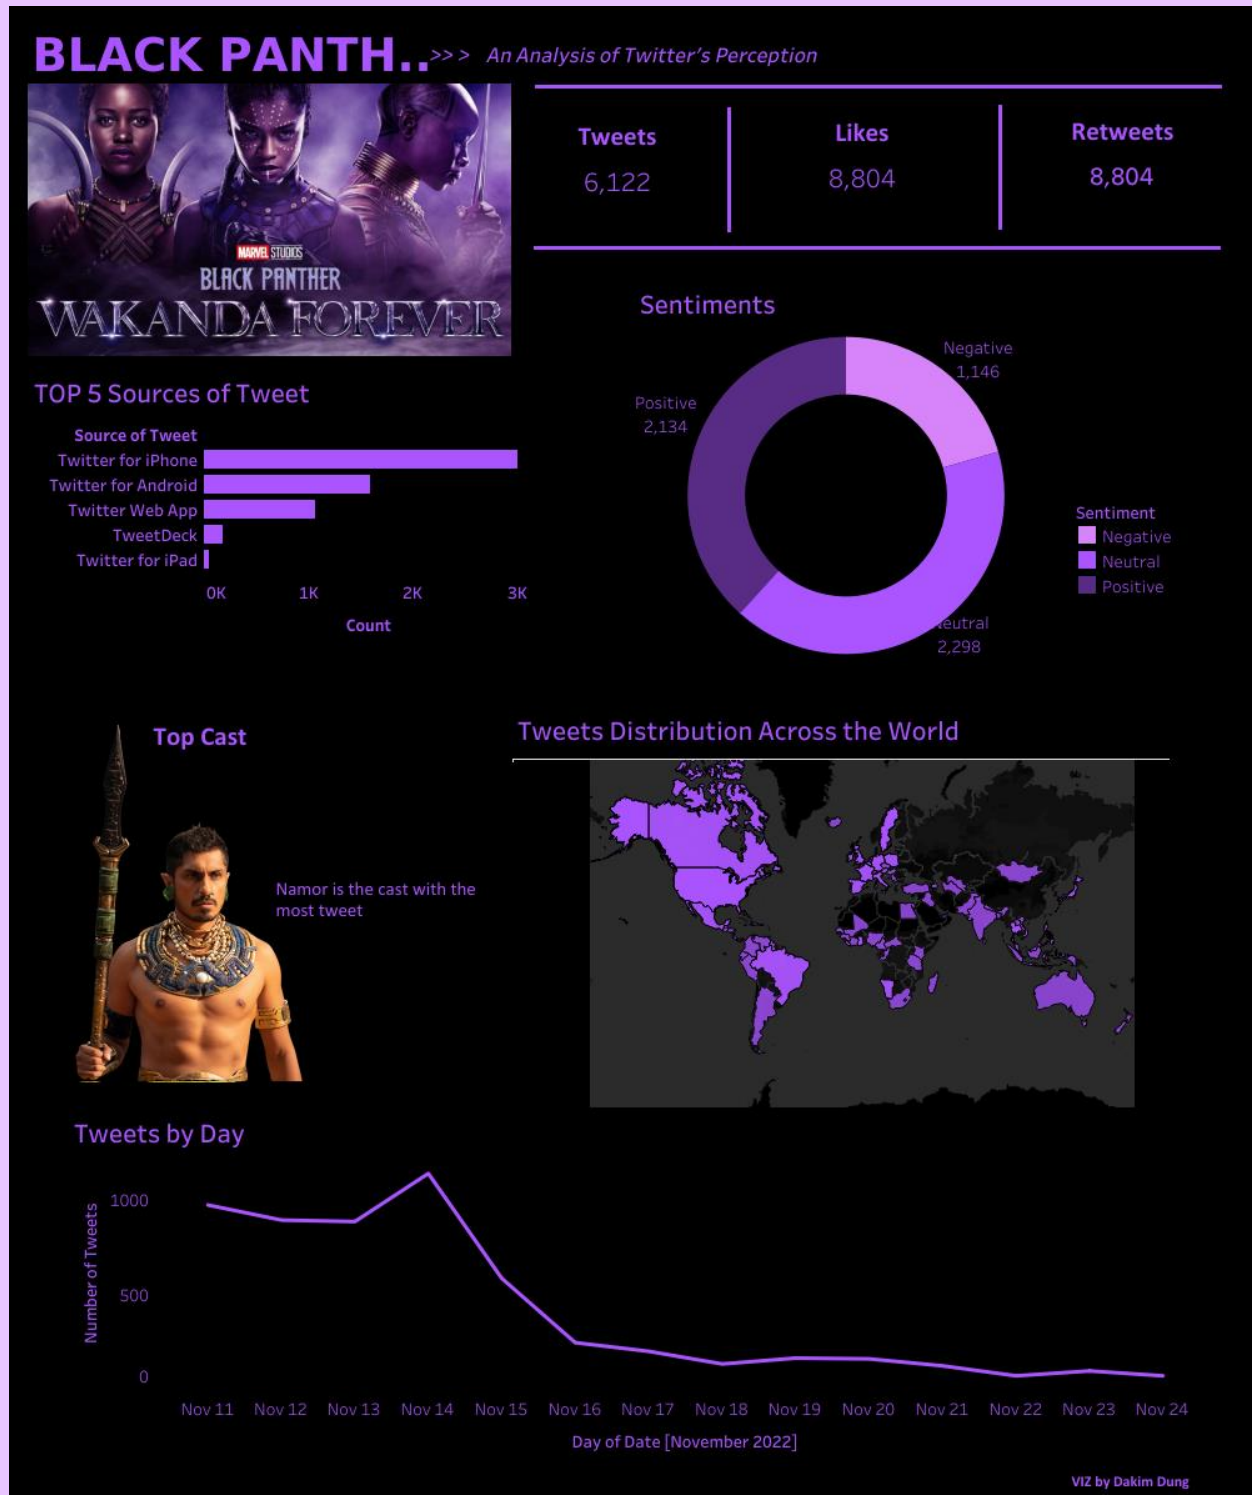 BLACK PANTH..
>>> An Analysis of Twitter's Perception
MARVEL STUDIOS
BLACK PANTHER
WAKANDA FOREVER
Tweets
6,122
Likes
8,804
Retweets
8,804
TOP 5 Sources of Tweet
Source of Tweet
Twitter for iPhone
Twitter for Android
Twitter Web App
TweetDeck
Twitter for iPad
0K 1K 2K 3K
Count
Sentiments
Negative
1,146
Positive
2,134
eutral
2,298
Sentiment
Negative
Neutral
Positive
Top Cast
Namor is the cast with the
most tweet
Tweets Distribution Across the World
Tweets by Day
Number of Tweets
1000
500
0
Nov 11 Nov 12 Nov 13 Nov 14 Nov 15 Nov 16 Nov 17 Nov 18 Nov 19 Nov 20 Nov 21 Nov 22 Nov 23 Nov 24
Day of Date [November 2022]
VIZ by Dakim Dung